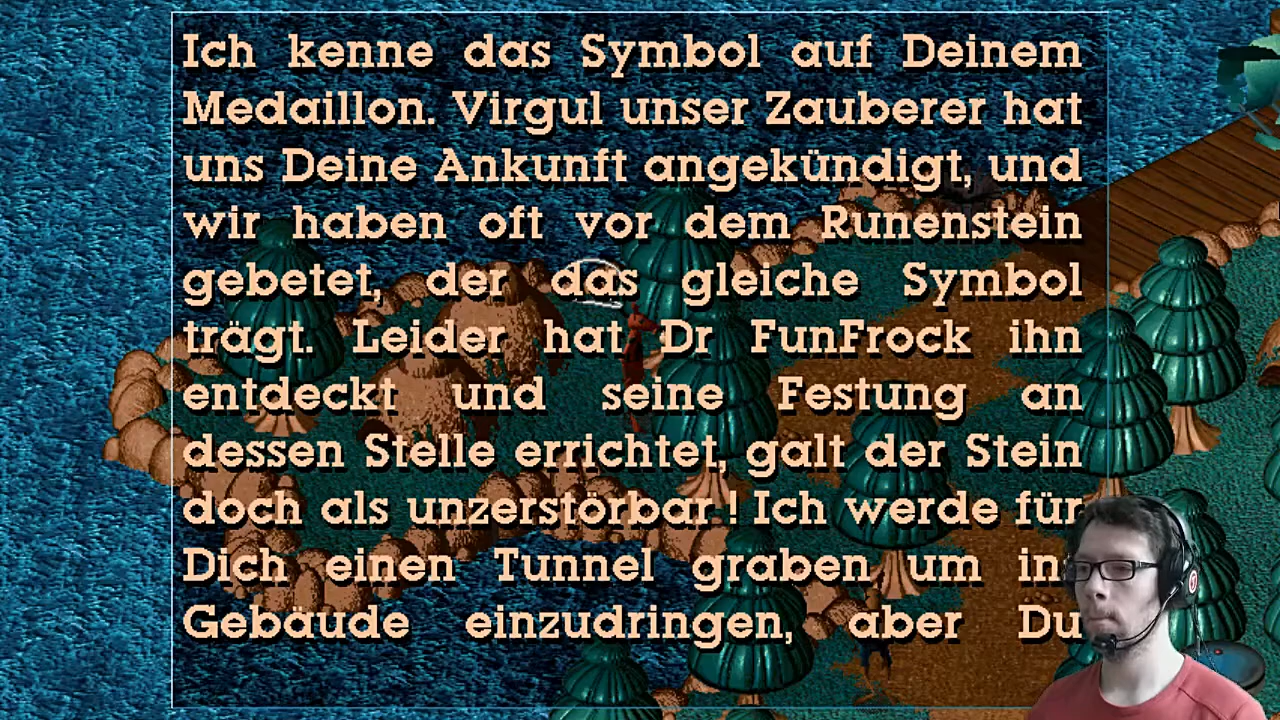 Ich kenne das Symbol auf Deinem
Medaillon. Virgul unser Zauberer hat
uns Deine Ankunft angekündigt, und
wir haben oft vor dem Runenstein
gebetet, der das gleiche Symbol
trägt. Leider hat Dr FunFrock ihn
entdeckt und seine Festung an
dessen Stelle errichtet, galt der Stein
doch als unzerstörbar ! Ich werde für
Dich einen Tunnel graben um in
Gebäude einzudringen, aber Du